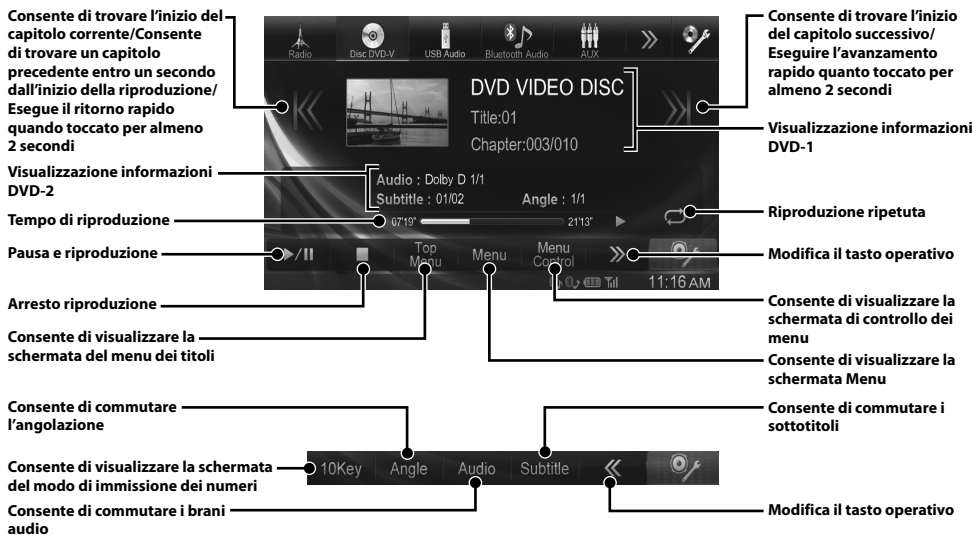 Consente di trovare l'inizio del
capitolo corrente/Consente
di trovare un capitolo
precedente entro un secondo
dall'inizio della riproduzione/
Esegue il ritorno rapido
quando toccato per almeno
2 secondi
Visualizzazione informazioni
DVD-2
Tempo di riproduzione
Pausa e riproduzione
Arresto riproduzione
Consente di visualizzare la
schermata del menu dei titoli
Radio
Disc DVD-V
USB Audio
Bluetooth Audio
AUX
DVD VIDEO DISC
Title:01
Chapter:003/010
Audio : Dolby D 1/1
Subtitle : 01/02
Angle : 1/1
07'19"
21'13"
Top
Menu
Menu
Menu
Control
11:16 AM
Consente di trovare l'inizio
del capitolo successivo/
Eseguire l'avanzamento
rapido quanto toccato per
almeno 2 secondi
Visualizzazione informazioni
DVD-1
Riproduzione ripetuta
Modifica il tasto operativo
Consente di visualizzare la
schermata di controllo dei
menu
Consente di visualizzare la
schermata Menu
Consente di commutare
l'angolazione
Consente di visualizzare la schermata
del modo di immissione dei numeri
Consente di commutare i brani
audio
10Key
Angle
Audio
Subtitle
Consente di commutare i
sottotitoli
Modifica il tasto operativo